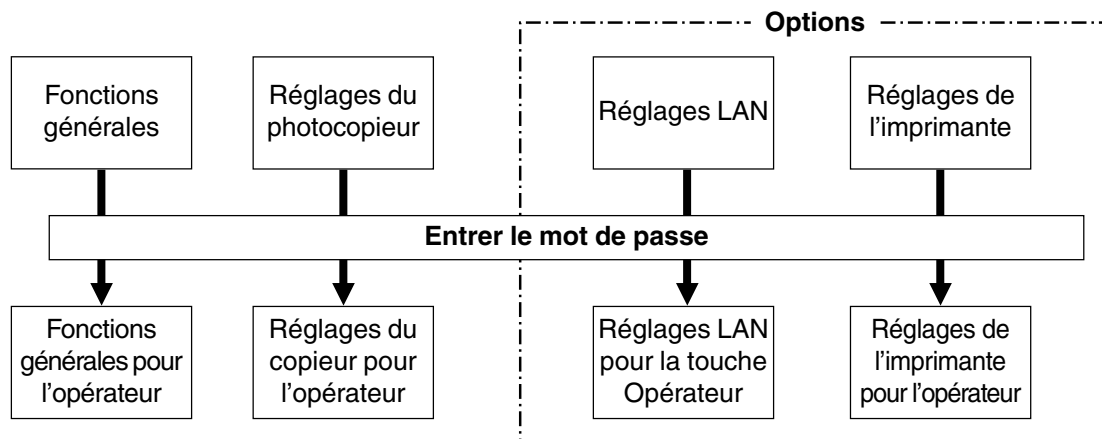 Options
Fonctions
générales
Réglages du
photocopieur
Réglages LAN
Réglages de
l'imprimante
Entrer le mot de passe
Fonctions
générales pour
l'opérateur
Réglages du
copieur pour
l'opérateur
Réglages LAN
pour la touche
Opérateur
Réglages de
l'imprimante
pour l'opérateur